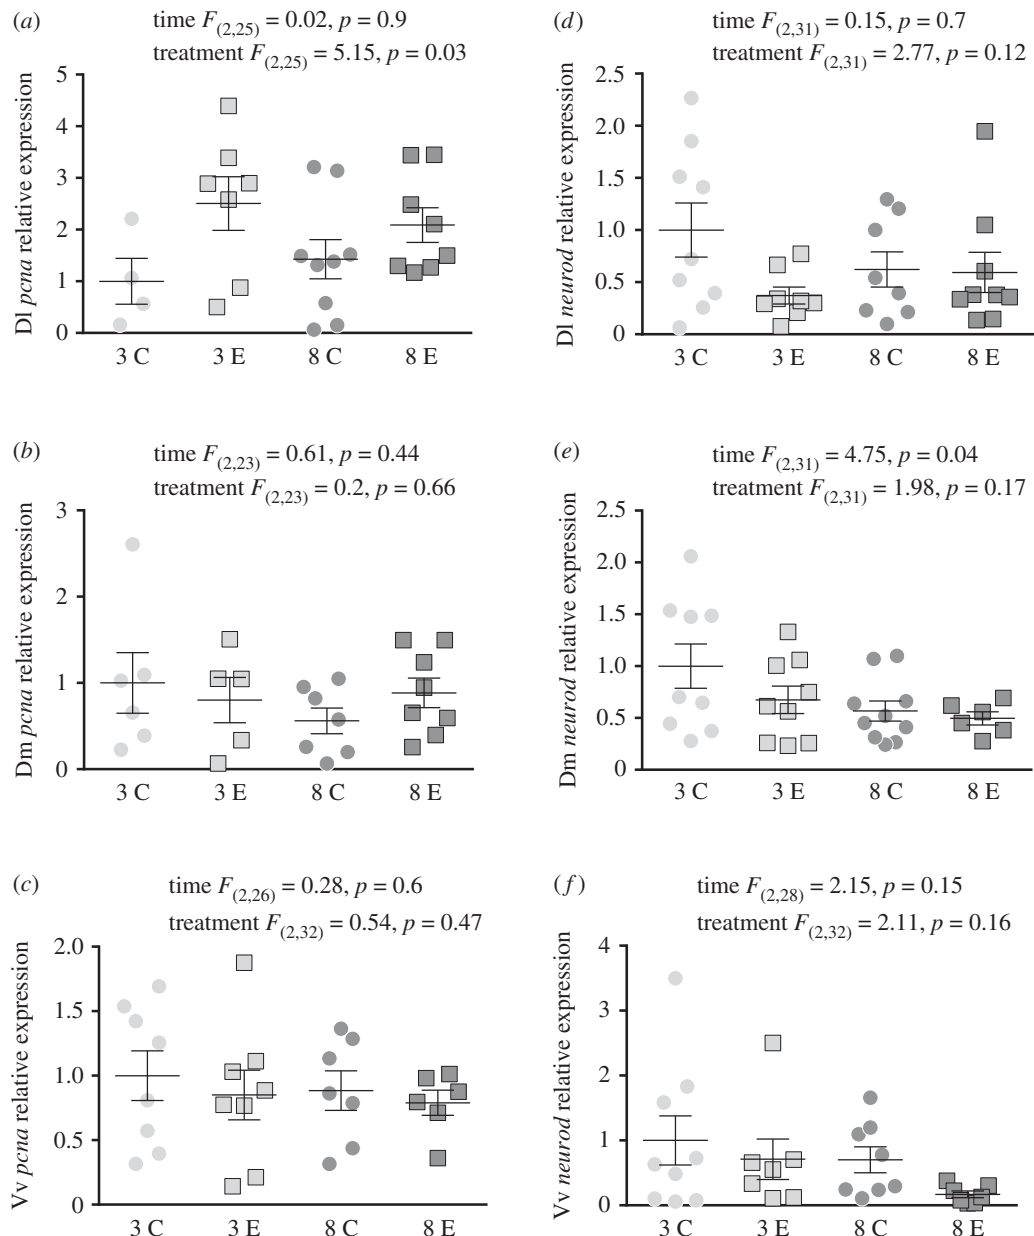 (a)
time F(2,25) = 0.02, p = 0.9
treatment F(2,25) = 5.15, p = 0.03
Dl pcna relative expression
5
4
3
2
1
0
3 C 3 E 8 C 8 E
(d)
time F(2,31) = 0.15, p = 0.7
treatment F(2,31) = 2.77, p = 0.12
Dl neurod relative expression
2.5
2.0
1.5
1.0
0.5
0
3 C 3 E 8 C 8 E
(b)
time F(2,23) = 0.61, p = 0.44
treatment F(2,23) = 0.2, p = 0.66
Dm pcna relative expression
3
2
1
0
3 C 3 E 8 C 8 E
(e)
time F(2,31) = 4.75, p = 0.04
treatment F(2,31) = 1.98, p = 0.17
Dm neurod relative expression
2.5
2.0
1.5
1.0
0.5
0
3 C 3 E 8 C 8 E
(c)
time F(2,26) = 0.28, p = 0.6
treatment F(2,32) = 0.54, p = 0.47
Vv pcna relative expression
2.0
1.5
1.0
0.5
0
3 C 3 E 8 C 8 E
(f)
time F(2,28) = 2.15, p = 0.15
treatment F(2,32) = 2.11, p = 0.16
Vv neurod relative expression
4
3
2
1
0
3 C 3 E 8 C 8 E